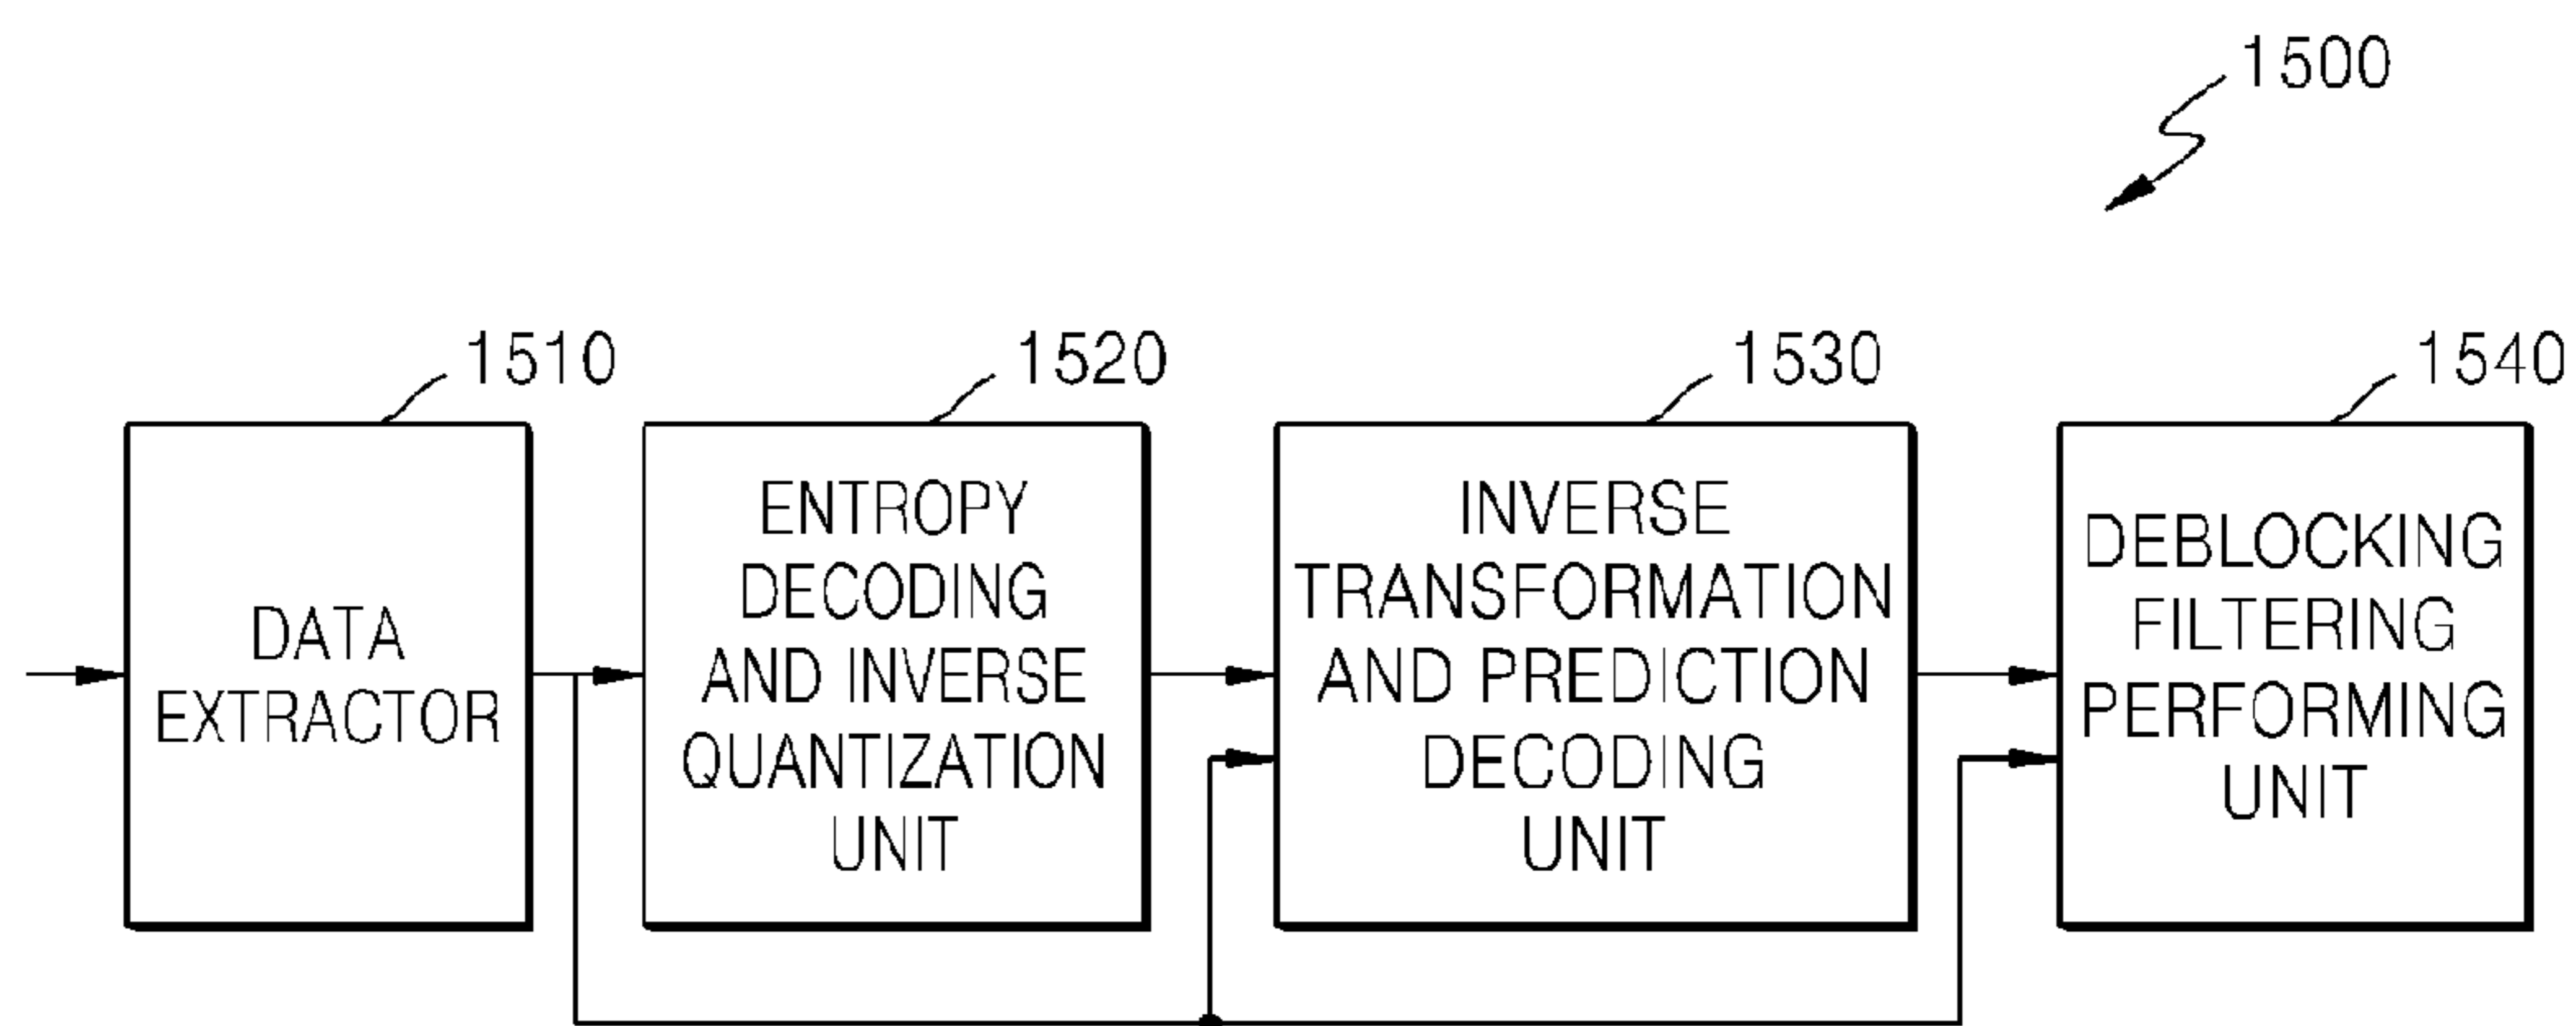 1500
1510
1520
1530
1540
DATA
EXTRACTOR
ENTROPY
DECODING
AND INVERSE
QUANTIZATION
UNIT
INVERSE
TRANSFORMATION
AND PREDICTION
DECODING
UNIT
DEBLOCKING
FILTERING
PERFORMING
UNIT